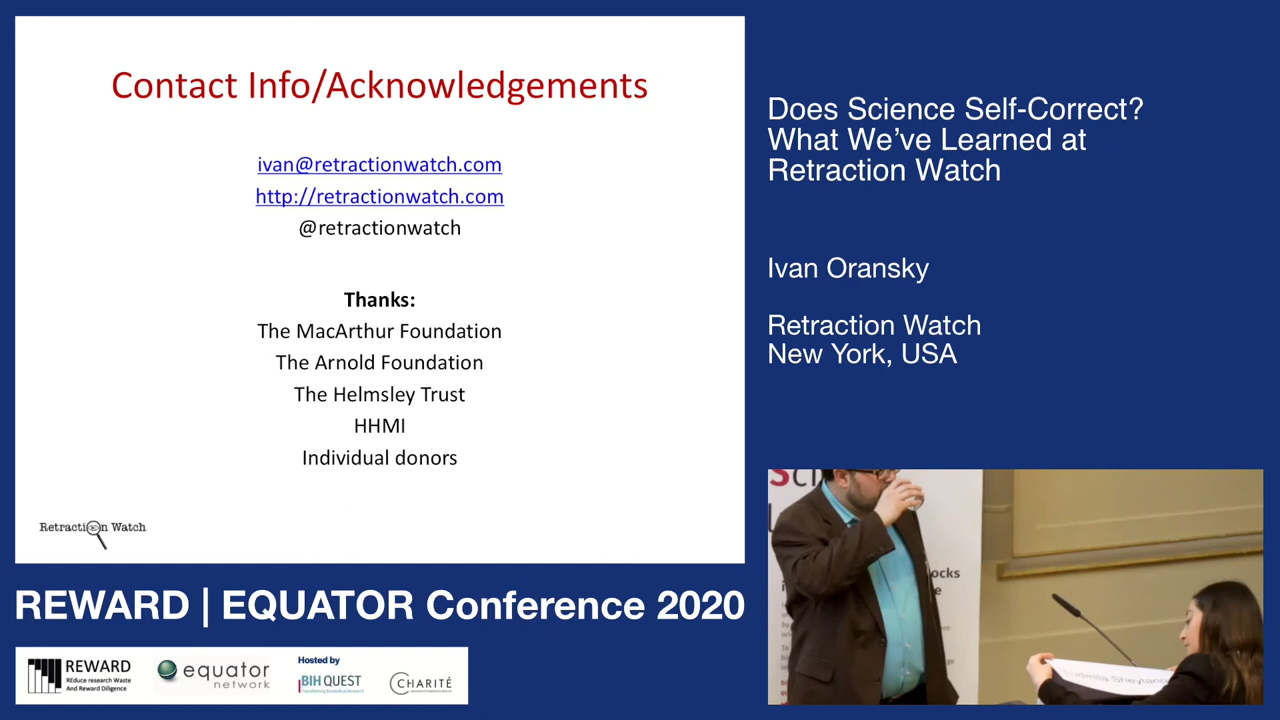 Contact Info/Acknowledgements
ivan@retractionwatch.com
http://retractionwatch.com
@retractionwatch
Thanks:
The MacArthur Foundation
The Arnold Foundation
The Helmsley Trust
HHMI
Individual donors
Retraction Watch
Does Science Self-Correct?
What We've Learned at
Retraction Watch
Ivan Oransky
Retraction Watch
New York, USA
REWARD | EQUATOR Conference 2020
REWARD
REduce research Waste
And Reward Diligence
equator
network
Hosted by
BIH QUEST
CHARITÉ